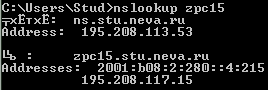 C:\Users\Stud>nslookup zpc15
╤хЁтхЁ: ns.stu.neva.ru
Address: 195.208.113.53
╚ь : zpc15.stu.neva.ru
Addresses: 2001:b08:2:280::4:215
195.208.117.15